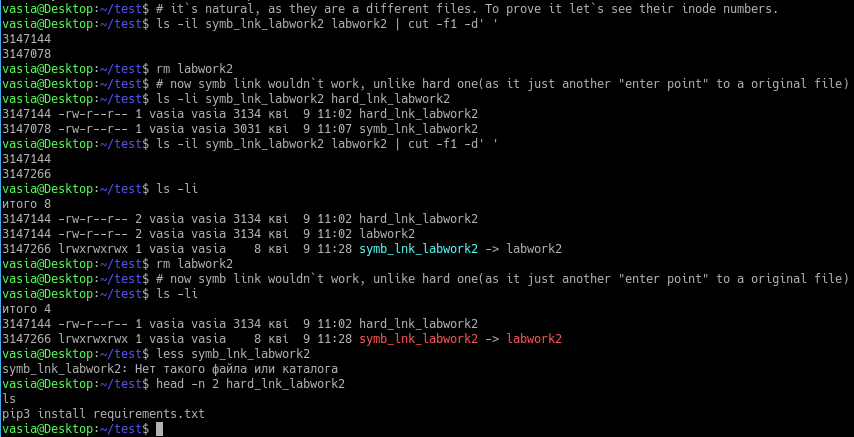 vasia@Desktop:~/test$ # it`s natural, as they are a different files. To prove it let`s see their inode numbers.
vasia@Desktop:~/test$ ls -il symb_lnk_labwork2 labwork2 | cut -f1 -d' '
3147144
3147078
vasia@Desktop:~/test$ rm labwork2
vasia@Desktop:~/test$ # now symb link wouldn`t work, unlike hard one(as it just another "enter point" to a original file)
vasia@Desktop:~/test$ ls -li symb_lnk_labwork2 hard_lnk_labwork2
3147144 -rw-r--r-- 1 vasia vasia 3134 кві  9 11:02 hard_lnk_labwork2
3147078 -rw-r--r-- 1 vasia vasia 3031 кві  9 11:07 symb_lnk_labwork2
vasia@Desktop:~/test$ ls -il symb_lnk_labwork2 labwork2 | cut -f1 -d' '
3147144
3147266
vasia@Desktop:~/test$ ls -li
итого 8
3147144 -rw-r--r-- 2 vasia vasia 3134 кві  9 11:02 hard_lnk_labwork2
3147144 -rw-r--r-- 2 vasia vasia 3134 кві  9 11:02 labwork2
3147266 lrwxrwxrwx 1 vasia vasia    8 кві  9 11:28 symb_lnk_labwork2 -> labwork2
vasia@Desktop:~/test$ rm labwork2
vasia@Desktop:~/test$ # now symb link wouldn`t work, unlike hard one(as it just another "enter point" to a original file)
vasia@Desktop:~/test$ ls -li
итого 4
3147144 -rw-r--r-- 1 vasia vasia 3134 кві  9 11:02 hard_lnk_labwork2
3147266 lrwxrwxrwx 1 vasia vasia    8 кві  9 11:28 symb_lnk_labwork2 -> labwork2
vasia@Desktop:~/test$ less symb_lnk_labwork2
symb_lnk_labwork2: Нет такого файла или каталога
vasia@Desktop:~/test$ head -n 2 hard_lnk_labwork2
ls
pip3 install requirements.txt
vasia@Desktop:~/test$